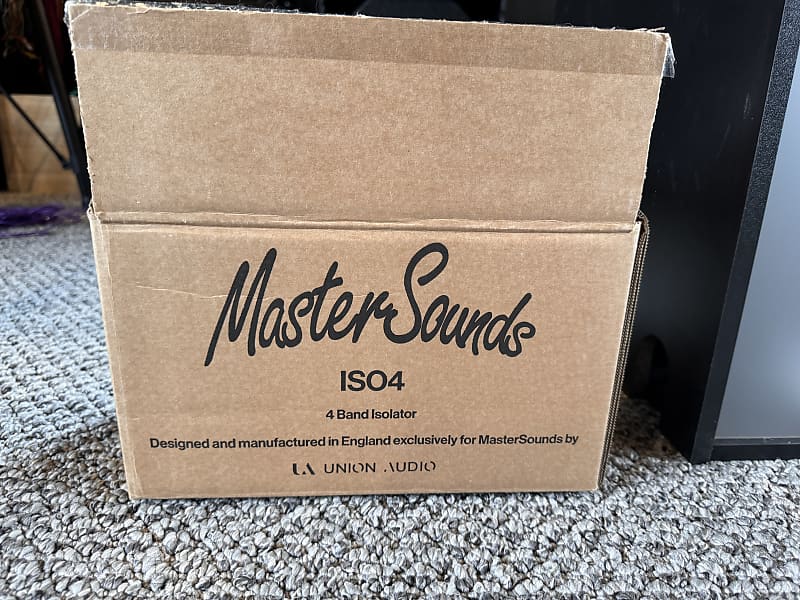 MasterSounds
ISO4
4 Band Isolator
Designed and manufactured in England exclusively for MasterSounds by
UA UNION AUDIO